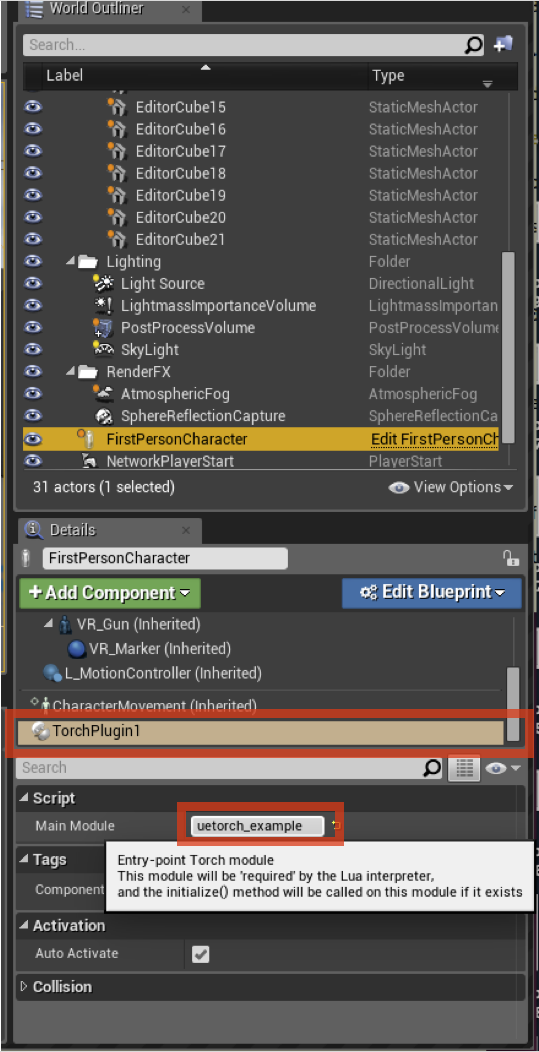 World Outliner
Search...
Label Type
EditorCube15 StaticMeshActor
EditorCube16 StaticMeshActor
EditorCube17 StaticMeshActor
EditorCube18 StaticMeshActor
EditorCube19 StaticMeshActor
EditorCube20 StaticMeshActor
EditorCube21 StaticMeshActor
Lighting Folder
Light Source DirectionalLight
LightmassImportanceVolume LightmassImportan
PostProcessVolume PostProcessVolume
SkyLight SkyLight
RenderFX Folder
AtmosphericFog AtmosphericFog
SphereReflectionCapture SphereReflectionCa
FirstPersonCharacter Edit FirstPersonCh
NetworkPlayerStart PlayerStart
31 actors (1 selected) View Options
Details
FirstPersonCharacter
+Add Component Edit Blueprint
VR_Gun (Inherited)
VR_Marker (Inherited)
L_MotionController (Inherited)
CharacterMovement (Inherited)
TorchPlugin1
Search
Script
Main Module uetorch_example
Tags
Entry-point Torch module
This module will be 'required' by the Lua interpreter,
Component and the initialize() method will be called on this module if it exists
Activation
Auto Activate
Collision